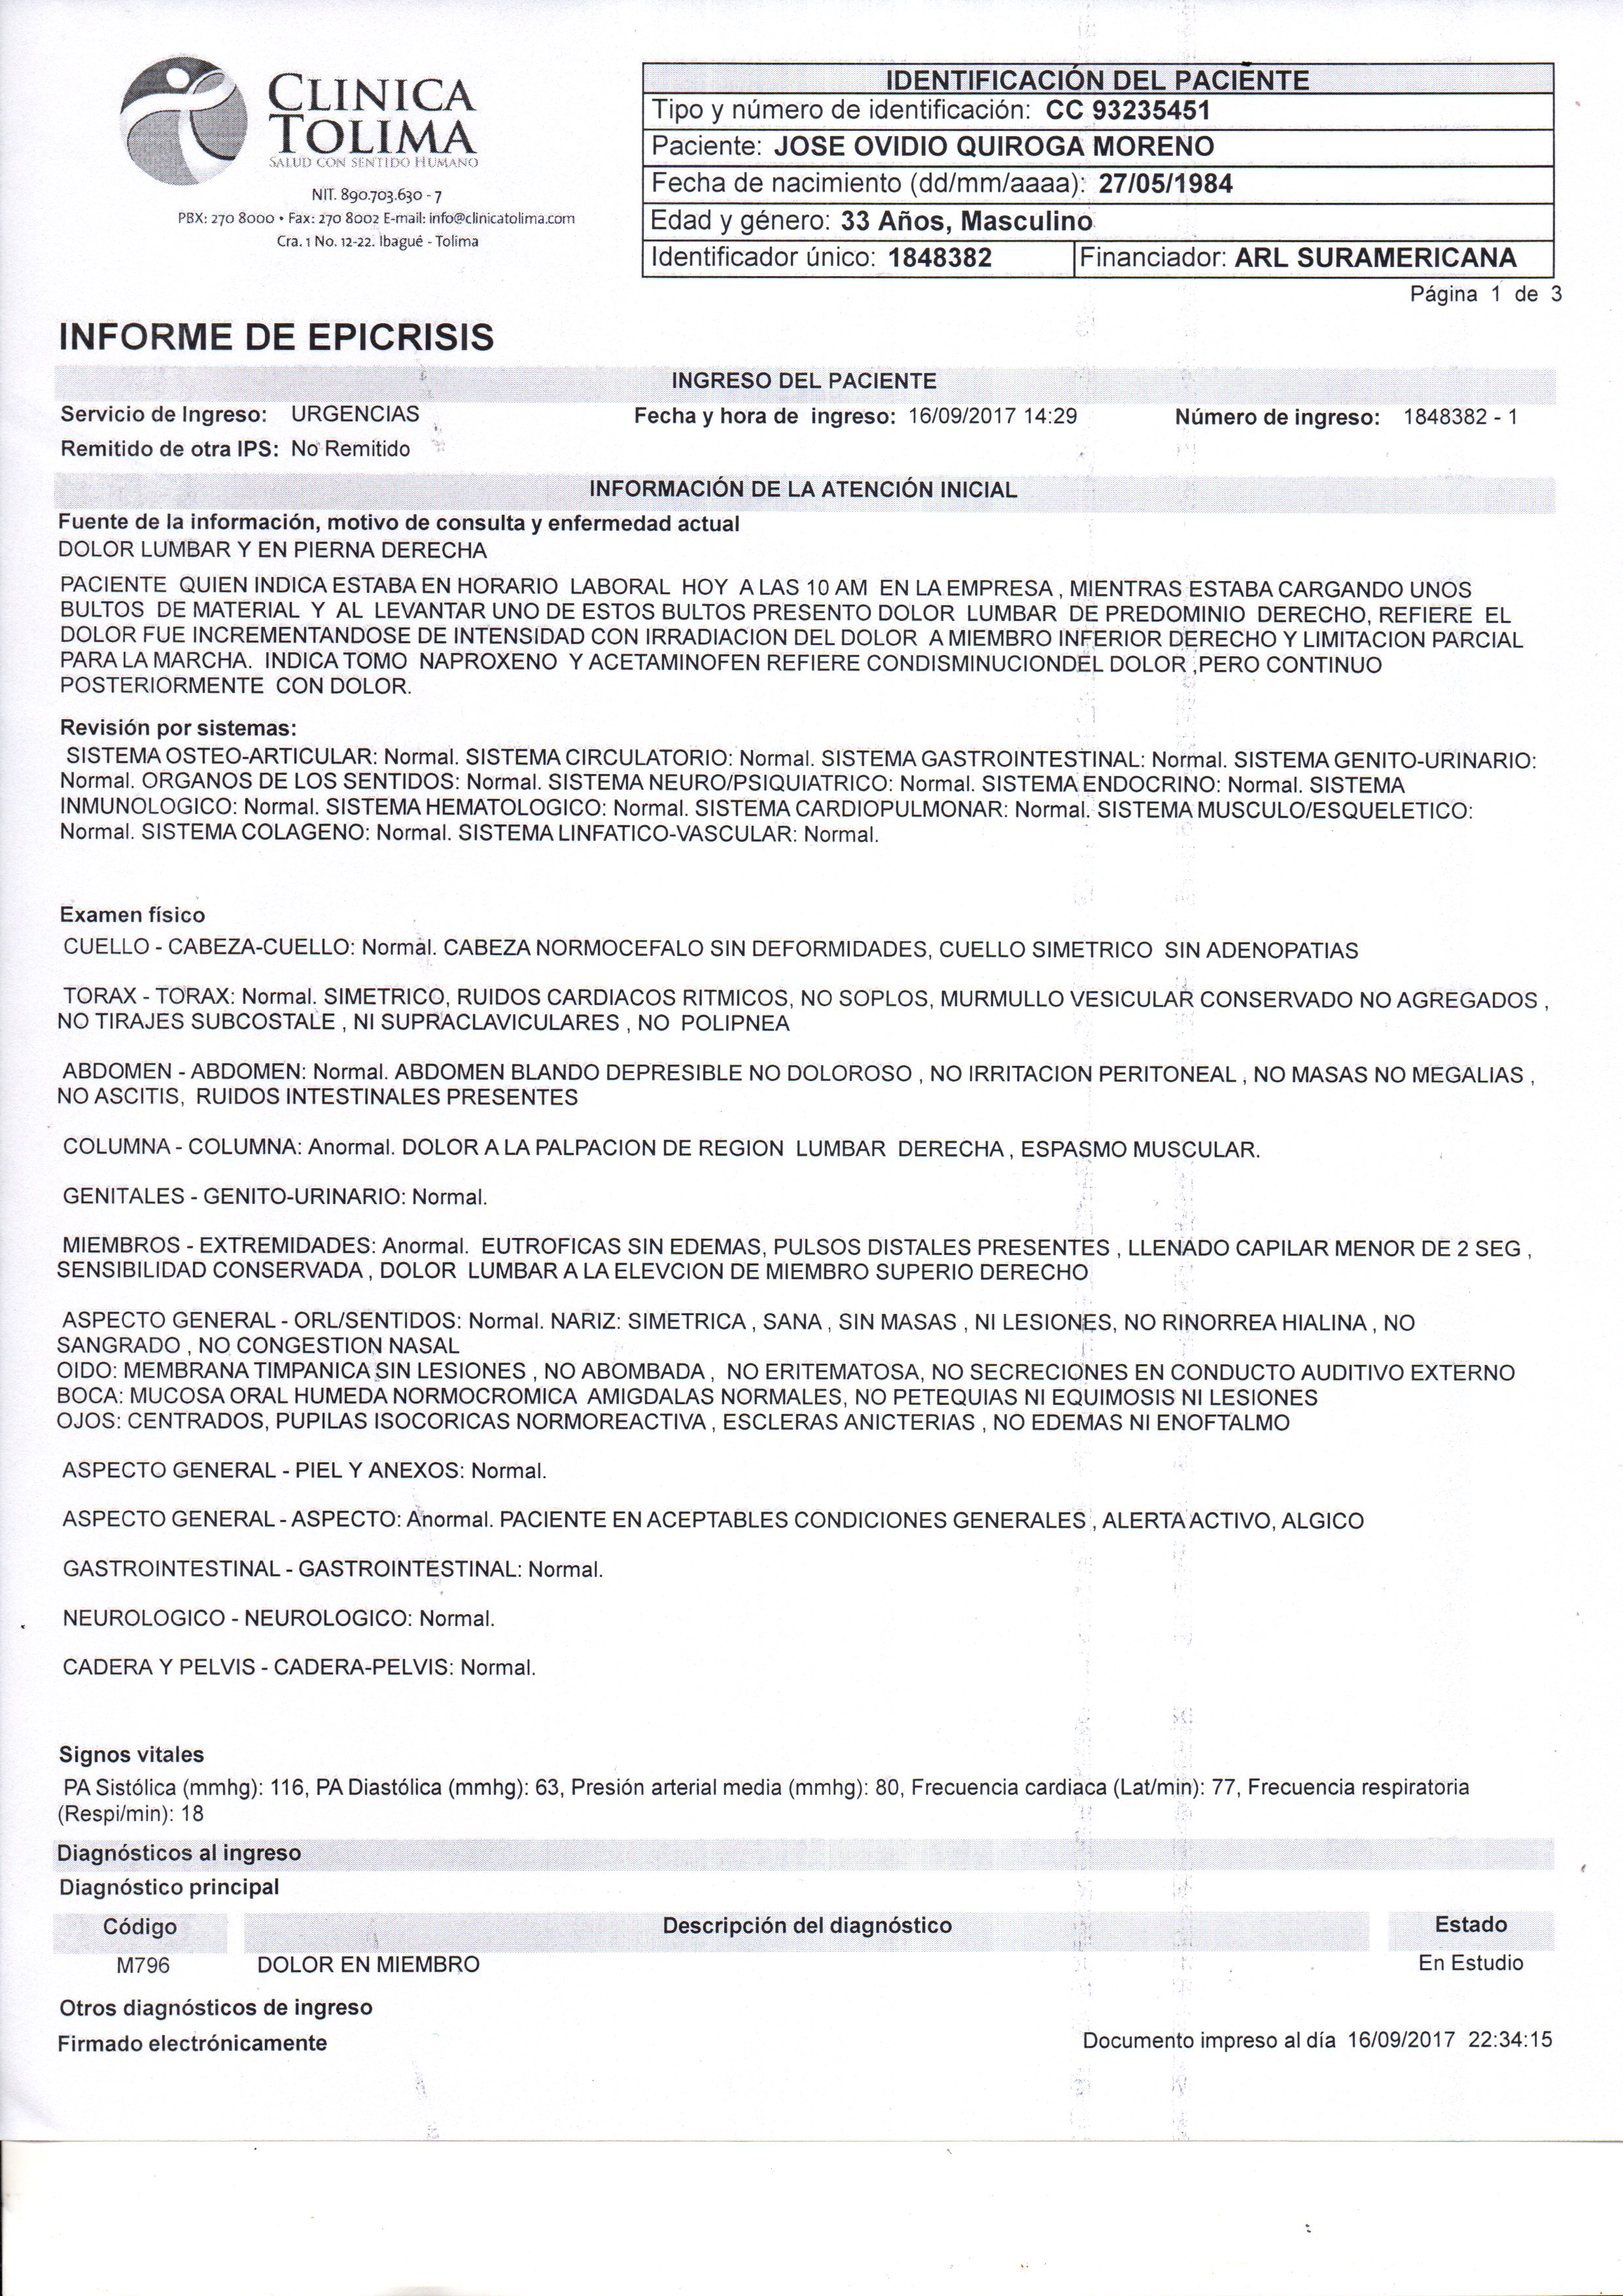 CLINICA
TOLIMA
SALUD CON SENTIDO HUMANO
NIT. 890.703.630 - 7
PBX: 270 8000 • Fax: 270 8002 E-mail: info@clinicatolima.com
Cra. 1 No. 12-22. Ibagué - Tolima
IDENTIFICACIÓN DEL PACIENTE
Tipo y número de identificación: CC 93235451
Paciente: JOSE OVIDIO QUIROGA MORENO
Fecha de nacimiento (dd/mm/aaaa): 27/05/1984
Edad y género: 33 Años, Masculino
Identificador único: 1848382 Financiador: ARL SURAMERICANA
Página 1 de 3
INFORME DE EPICRISIS
INGRESO DEL PACIENTE
Servicio de Ingreso: URGENCIAS Fecha y hora de ingreso: 16/09/2017 14:29 Número de ingreso: 1848382 - 1
Remitido de otra IPS: No Remitido
INFORMACIÓN DE LA ATENCIÓN INICIAL
Fuente de la información, motivo de consulta y enfermedad actual
DOLOR LUMBAR Y EN PIERNA DERECHA
PACIENTE QUIEN INDICA ESTABA EN HORARIO LABORAL HOY A LAS 10 AM EN LA EMPRESA , MIENTRAS ESTABA CARGANDO UNOS
BULTOS DE MATERIAL Y AL LEVANTAR UNO DE ESTOS BULTOS PRESENTO DOLOR LUMBAR DE PREDOMINIO DERECHO, REFIERE EL
DOLOR FUE INCREMENTANDOSE DE INTENSIDAD CON IRRADIACION DEL DOLOR A MIEMBRO INFERIOR DERECHO Y LIMITACION PARCIAL
PARA LA MARCHA. INDICA TOMO NAPROXENO Y ACETAMINOFEN REFIERE CONDISMINUCIONDEL DOLOR ,PERO CONTINUO
POSTERIORMENTE CON DOLOR.
Revisión por sistemas:
SISTEMA OSTEO-ARTICULAR: Normal. SISTEMA CIRCULATORIO: Normal. SISTEMA GASTROINTESTINAL: Normal. SISTEMA GENITO-URINARIO:
Normal. ORGANOS DE LOS SENTIDOS: Normal. SISTEMA NEURO/PSIQUIATRICO: Normal. SISTEMA ENDOCRINO: Normal. SISTEMA
INMUNOLOGICO: Normal. SISTEMA HEMATOLOGICO: Normal. SISTEMA CARDIOPULMONAR: Normal. SISTEMA MUSCULO/ESQUELETICO:
Normal. SISTEMA COLAGENO: Normal. SISTEMA LINFATICO-VASCULAR: Normal.
Examen físico
CUELLO - CABEZA-CUELLO: Normal. CABEZA NORMOCEFALO SIN DEFORMIDADES, CUELLO SIMETRICO SIN ADENOPATIAS
TORAX - TORAX: Normal. SIMETRICO, RUIDOS CARDIACOS RITMICOS, NO SOPLOS, MURMULLO VESICULAR CONSERVADO NO AGREGADOS ,
NO TIRAJES SUBCOSTALE , NI SUPRACLAVICULARES , NO POLIPNEA
ABDOMEN - ABDOMEN: Normal. ABDOMEN BLANDO DEPRESIBLE NO DOLOROSO , NO IRRITACION PERITONEAL , NO MASAS NO MEGALIAS ,
NO ASCITIS, RUIDOS INTESTINALES PRESENTES
COLUMNA - COLUMNA: Anormal. DOLOR A LA PALPACION DE REGION LUMBAR DERECHA , ESPASMO MUSCULAR.
GENITALES - GENITO-URINARIO: Normal.
MIEMBROS - EXTREMIDADES: Anormal. EUTROFICAS SIN EDEMAS, PULSOS DISTALES PRESENTES , LLENADO CAPILAR MENOR DE 2 SEG ,
SENSIBILIDAD CONSERVADA , DOLOR LUMBAR A LA ELEVCION DE MIEMBRO SUPERIO DERECHO
ASPECTO GENERAL - ORL/SENTIDOS: Normal. NARIZ: SIMETRICA , SANA , SIN MASAS , NI LESIONES, NO RINORREA HIALINA , NO
SANGRADO , NO CONGESTION NASAL
OIDO: MEMBRANA TIMPANICA SIN LESIONES , NO ABOMBADA , NO ERITEMATOSA, NO SECRECIONES EN CONDUCTO AUDITIVO EXTERNO
BOCA: MUCOSA ORAL HUMEDA NORMOCROMICA AMIGDALAS NORMALES, NO PETEQUIAS NI EQUIMOSIS NI LESIONES
OJOS: CENTRADOS, PUPILAS ISOCORICAS NORMOREACTIVA , ESCLERAS ANICTERIAS , NO EDEMAS NI ENOFTALMO
ASPECTO GENERAL - PIEL Y ANEXOS: Normal.
ASPECTO GENERAL - ASPECTO: Anormal. PACIENTE EN ACEPTABLES CONDICIONES GENERALES , ALERTA ACTIVO, ALGICO
GASTROINTESTINAL - GASTROINTESTINAL: Normal.
NEUROLOGICO - NEUROLOGICO: Normal.
CADERA Y PELVIS - CADERA-PELVIS: Normal.
Signos vitales
PA Sistólica (mmhg): 116, PA Diastólica (mmhg): 63, Presión arterial media (mmhg): 80, Frecuencia cardiaca (Lat/min): 77, Frecuencia respiratoria
(Respi/min): 18
Diagnósticos al ingreso
Diagnóstico principal
Código Descripción del diagnóstico Estado
M796 DOLOR EN MIEMBRO En Estudio
Otros diagnósticos de ingreso
Firmado electrónicamente Documento impreso al día 16/09/2017 22:34:15